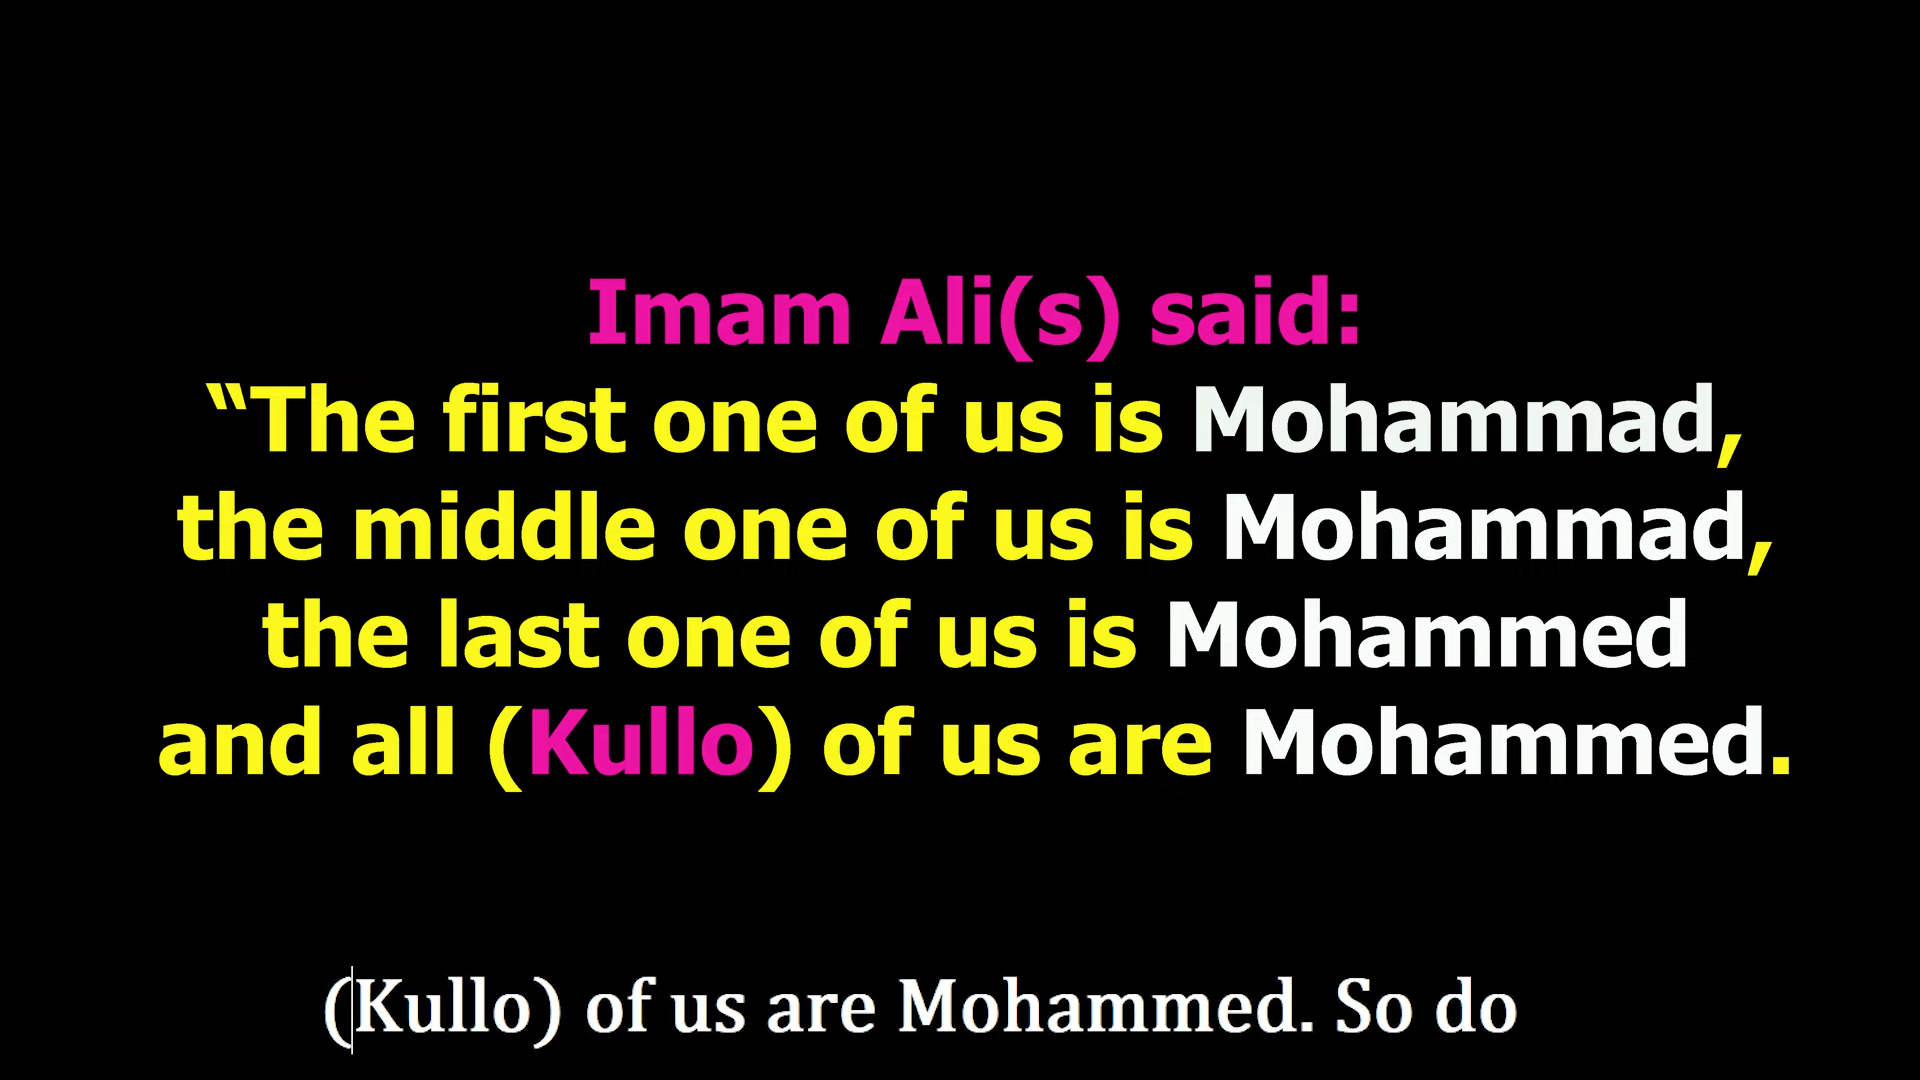 Imam Ali(s) said:
“The first one of us is Mohammad,
the middle one of us is Mohammad,
the last one of us is Mohammed
and all (Kullo) of us are Mohammed.
(Kullo) of us are Mohammed. So do